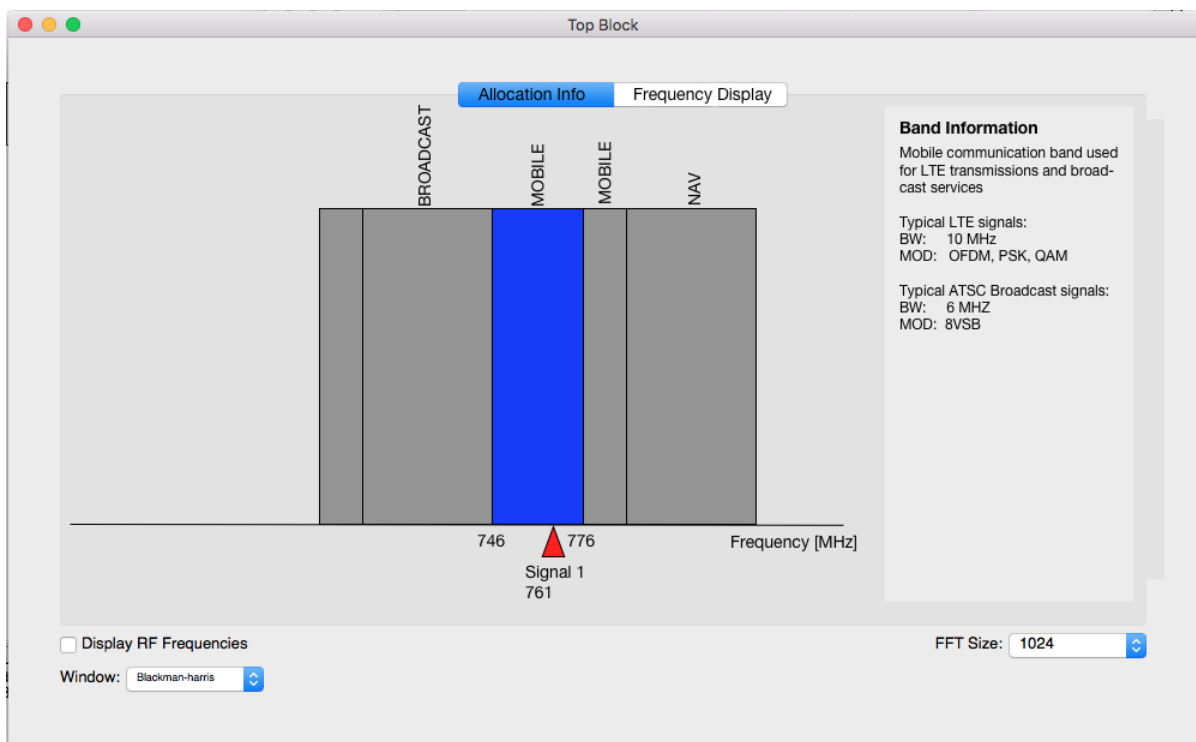 Top Block
Allocation Info
Frequency Display
BROADCAST
MOBILE
MOBILE
NAV
746
776
Frequency [MHz]
Signal 1
761
Band Information
Mobile communication band used
for LTE transmissions and broad-
cast services
Typical LTE signals:
BW: 10 MHz
MOD: OFDM, PSK, QAM
Typical ATSC Broadcast signals:
BW: 6 MHZ
MOD: 8VSB
Display RF Frequencies
FFT Size: 1024
Window: Blackman-harris